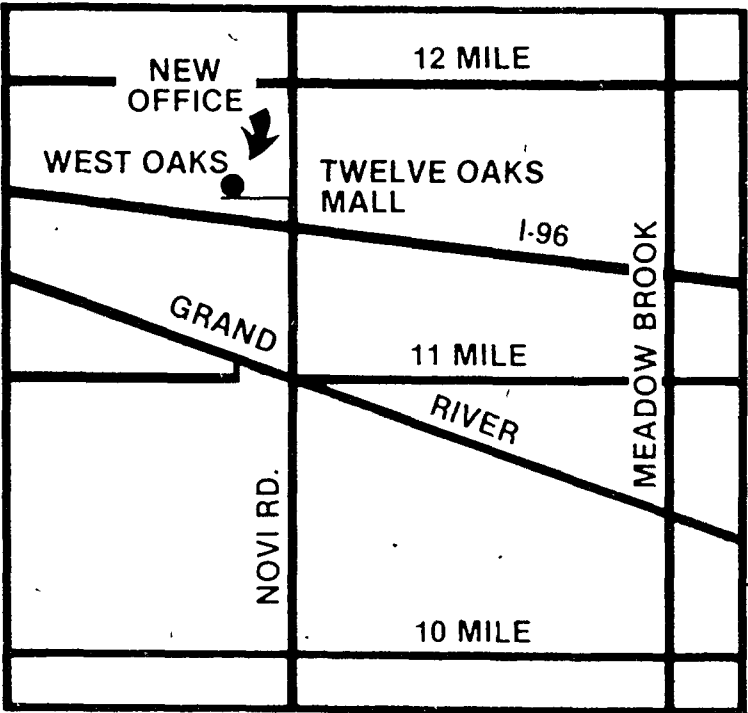 12 MILE
NEW
OFFICE
WEST OAKS
TWELVE OAKS
MALL
I-96
GRAND
11 MILE
RIVER
MEADOW BROOK
NOVI RD.
10 MILE